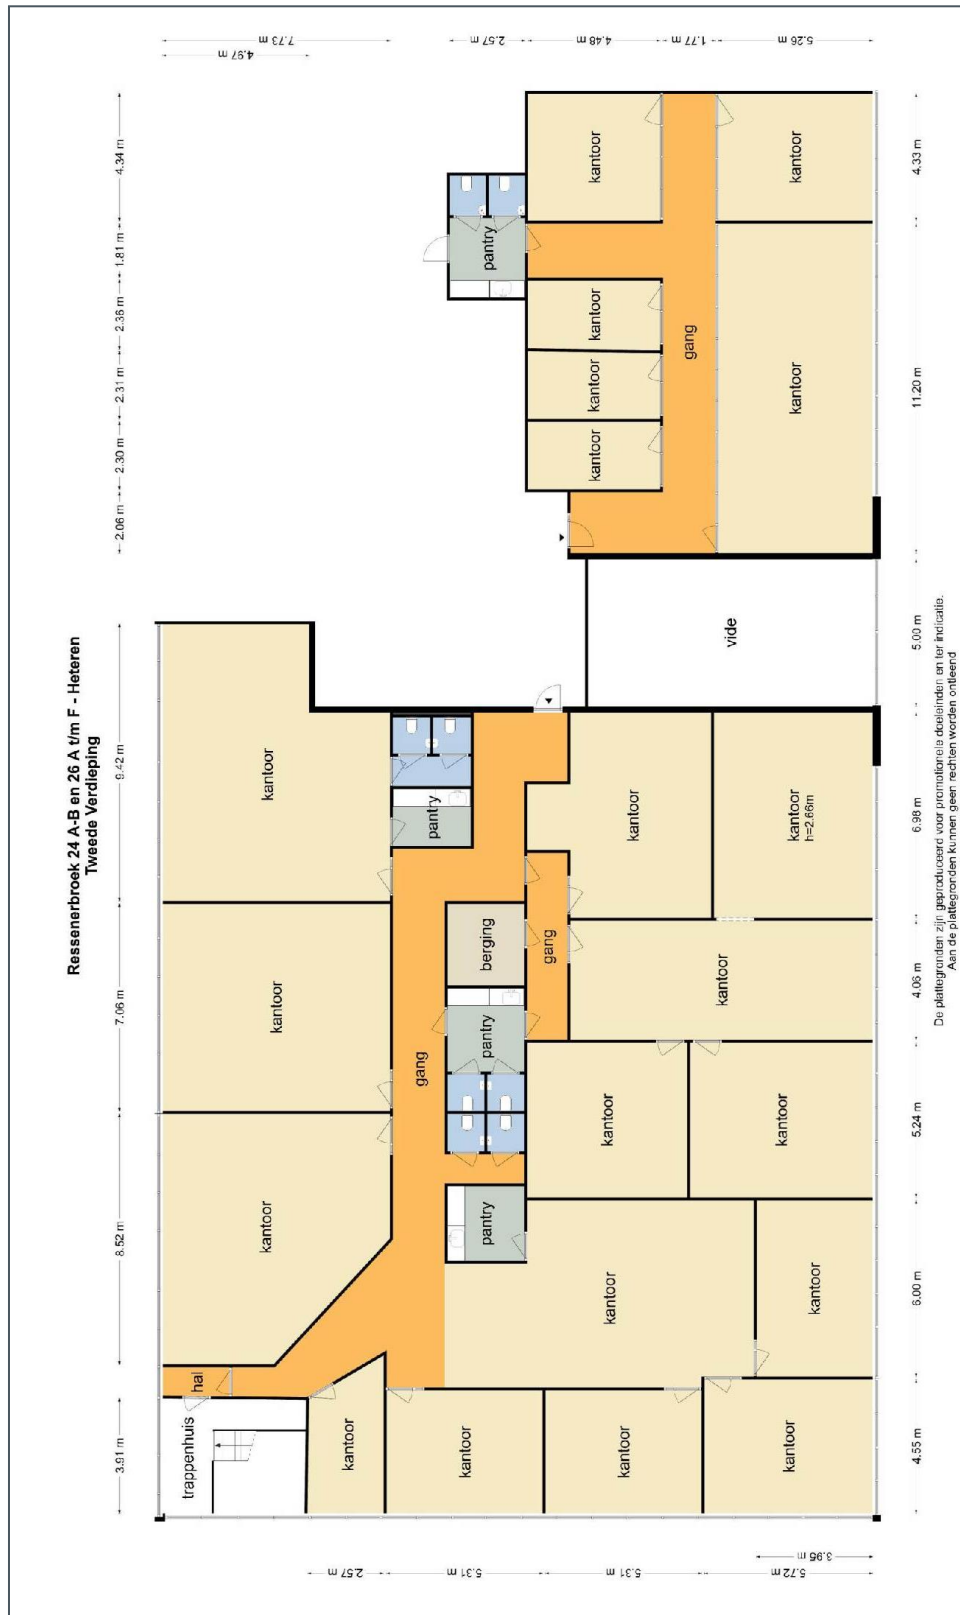 Ressenerbroek 24 A-B en 26 A t/m F - Heteren
Tweede Verdieping
3.91 m
8.52 m
7.06 m
9.42 m
2.06 m
2.30 m
2.31 m
2.36 m
1.81 m
4.34 m
7.73 m
4.97 m
2.57 m
4.48 m
1.77 m
5.26 m
trappenhuis
hal
kantoor
kantoor
kantoor
kantoor
gang
pantry
kantoor
pantry
pantry
berging
pantry
gang
kantoor
kantoor
kantoor
kantoor
kantoor
kantoor
kantoor
kantoor
gang
kantoor
kantoor
kantoor
kantoor
kantoor
h=2.66m
vide
kantoor
kantoor
2.57 m
5.31 m
5.31 m
5.72 m
3.95 m
4.55 m
6.00 m
5.24 m
4.06 m
6.98 m
5.00 m
11.20 m
4.33 m
De plattegronden zijn geproduceerd voor promotionele doeleinden en ter indicatie.
Aan de plattegronden kunnen geen rechten worden ontleend